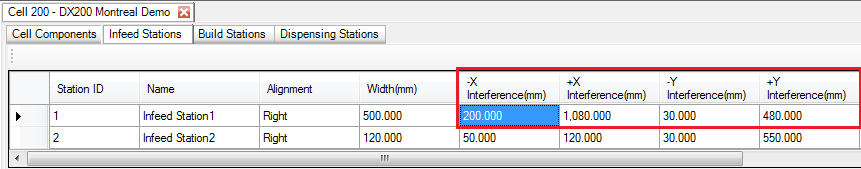 Cell 200 - DX200 Montreal Demo
Cell Components Infeed Stations Build Stations Dispensing Stations
Station ID Name Alignment Width(mm) -X Interference(mm) +X Interference(mm) -Y Interference(mm) +Y Interference(mm)
1 Infeed Station1 Right 500.000 200.000 1,080.000 30.000 480.000
2 Infeed Station2 Right 120.000 50.000 120.000 30.000 550.000